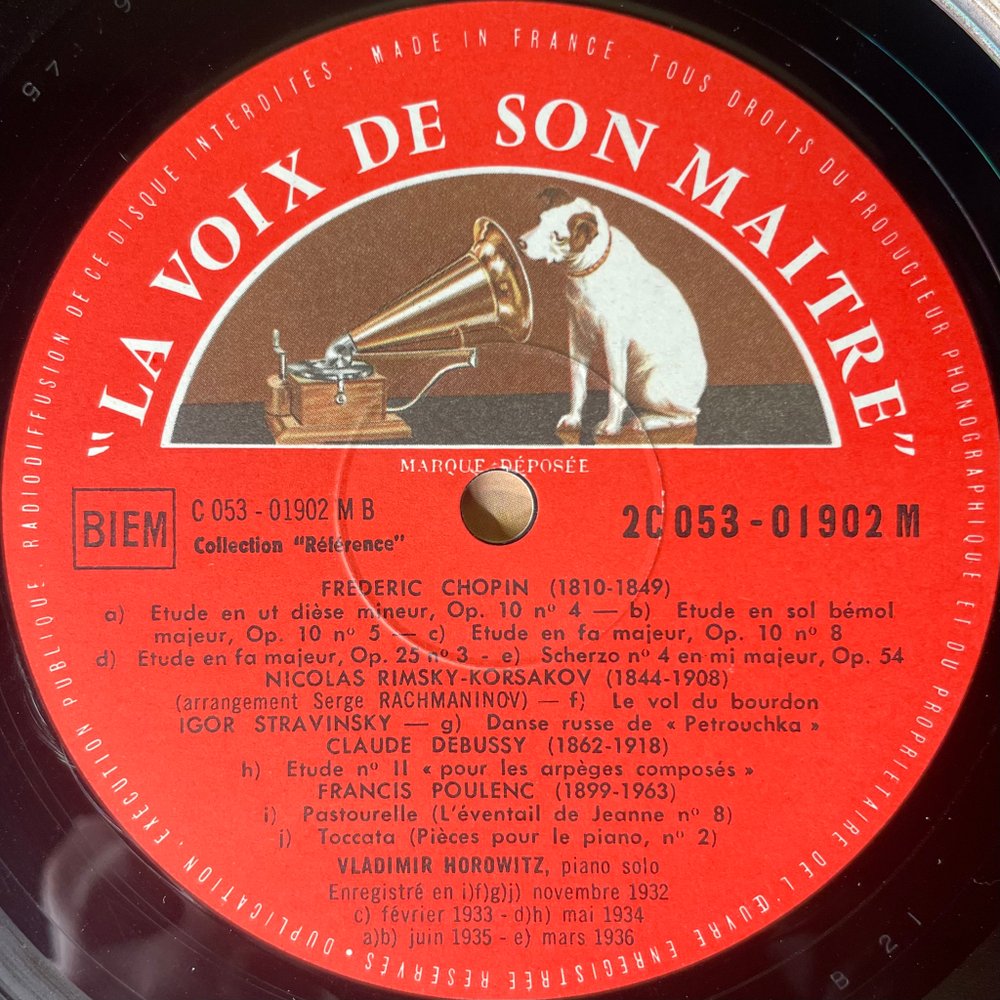 DUPLICATION, EXÉCUTION PUBLIQUE. RADIODIFFUSION DE CE DISQUE INTERDITES. MADE IN FRANCE. TOUS DROITS DU PRODUCTEUR PHONOGRAPHIQUE ET DU PROPRIETAIRE DE L'ŒUVRE ENREGISTRÉE RESERVES •
"LA VOIX DE SON MAITRE"
MARQUE DÉPOSÉE
BIEM
C 053 - 01902 M B
Collection "Référence"
2C 053 - 01902 M
FREDERIC CHOPIN (1810-1849)
a) Etude en ut dièse mineur, Op. 10 nº 4 — b) Etude en sol bémol
majeur, Op. 10 nº 5 — c) Etude en fa majeur, Op. 10 nº 8
d) Etude en fa majeur, Op. 25 nº 3 - e) Scherzo nº 4 en mi majeur, Op. 54
NICOLAS RIMSKY-KORSAKOV (1844-1908)
(arrangement Serge RACHMANINOV) — f) Le vol du bourdon
IGOR STRAVINSKY — g) Danse russe de « Petrouchka »
CLAUDE DEBUSSY (1862-1918)
h) Etude nº II « pour les arpèges composés »
FRANCIS POULENC (1899-1963)
i) Pastourelle (L'éventail de Jeanne nº 8)
j) Toccata (Pièces pour le piano, nº 2)
VLADIMIR HOROWITZ, piano solo
Enregistré en i)f)g)j) novembre 1932
c) février 1933 - d)h) mai 1934
a)b) juin 1935 - e) mars 1936